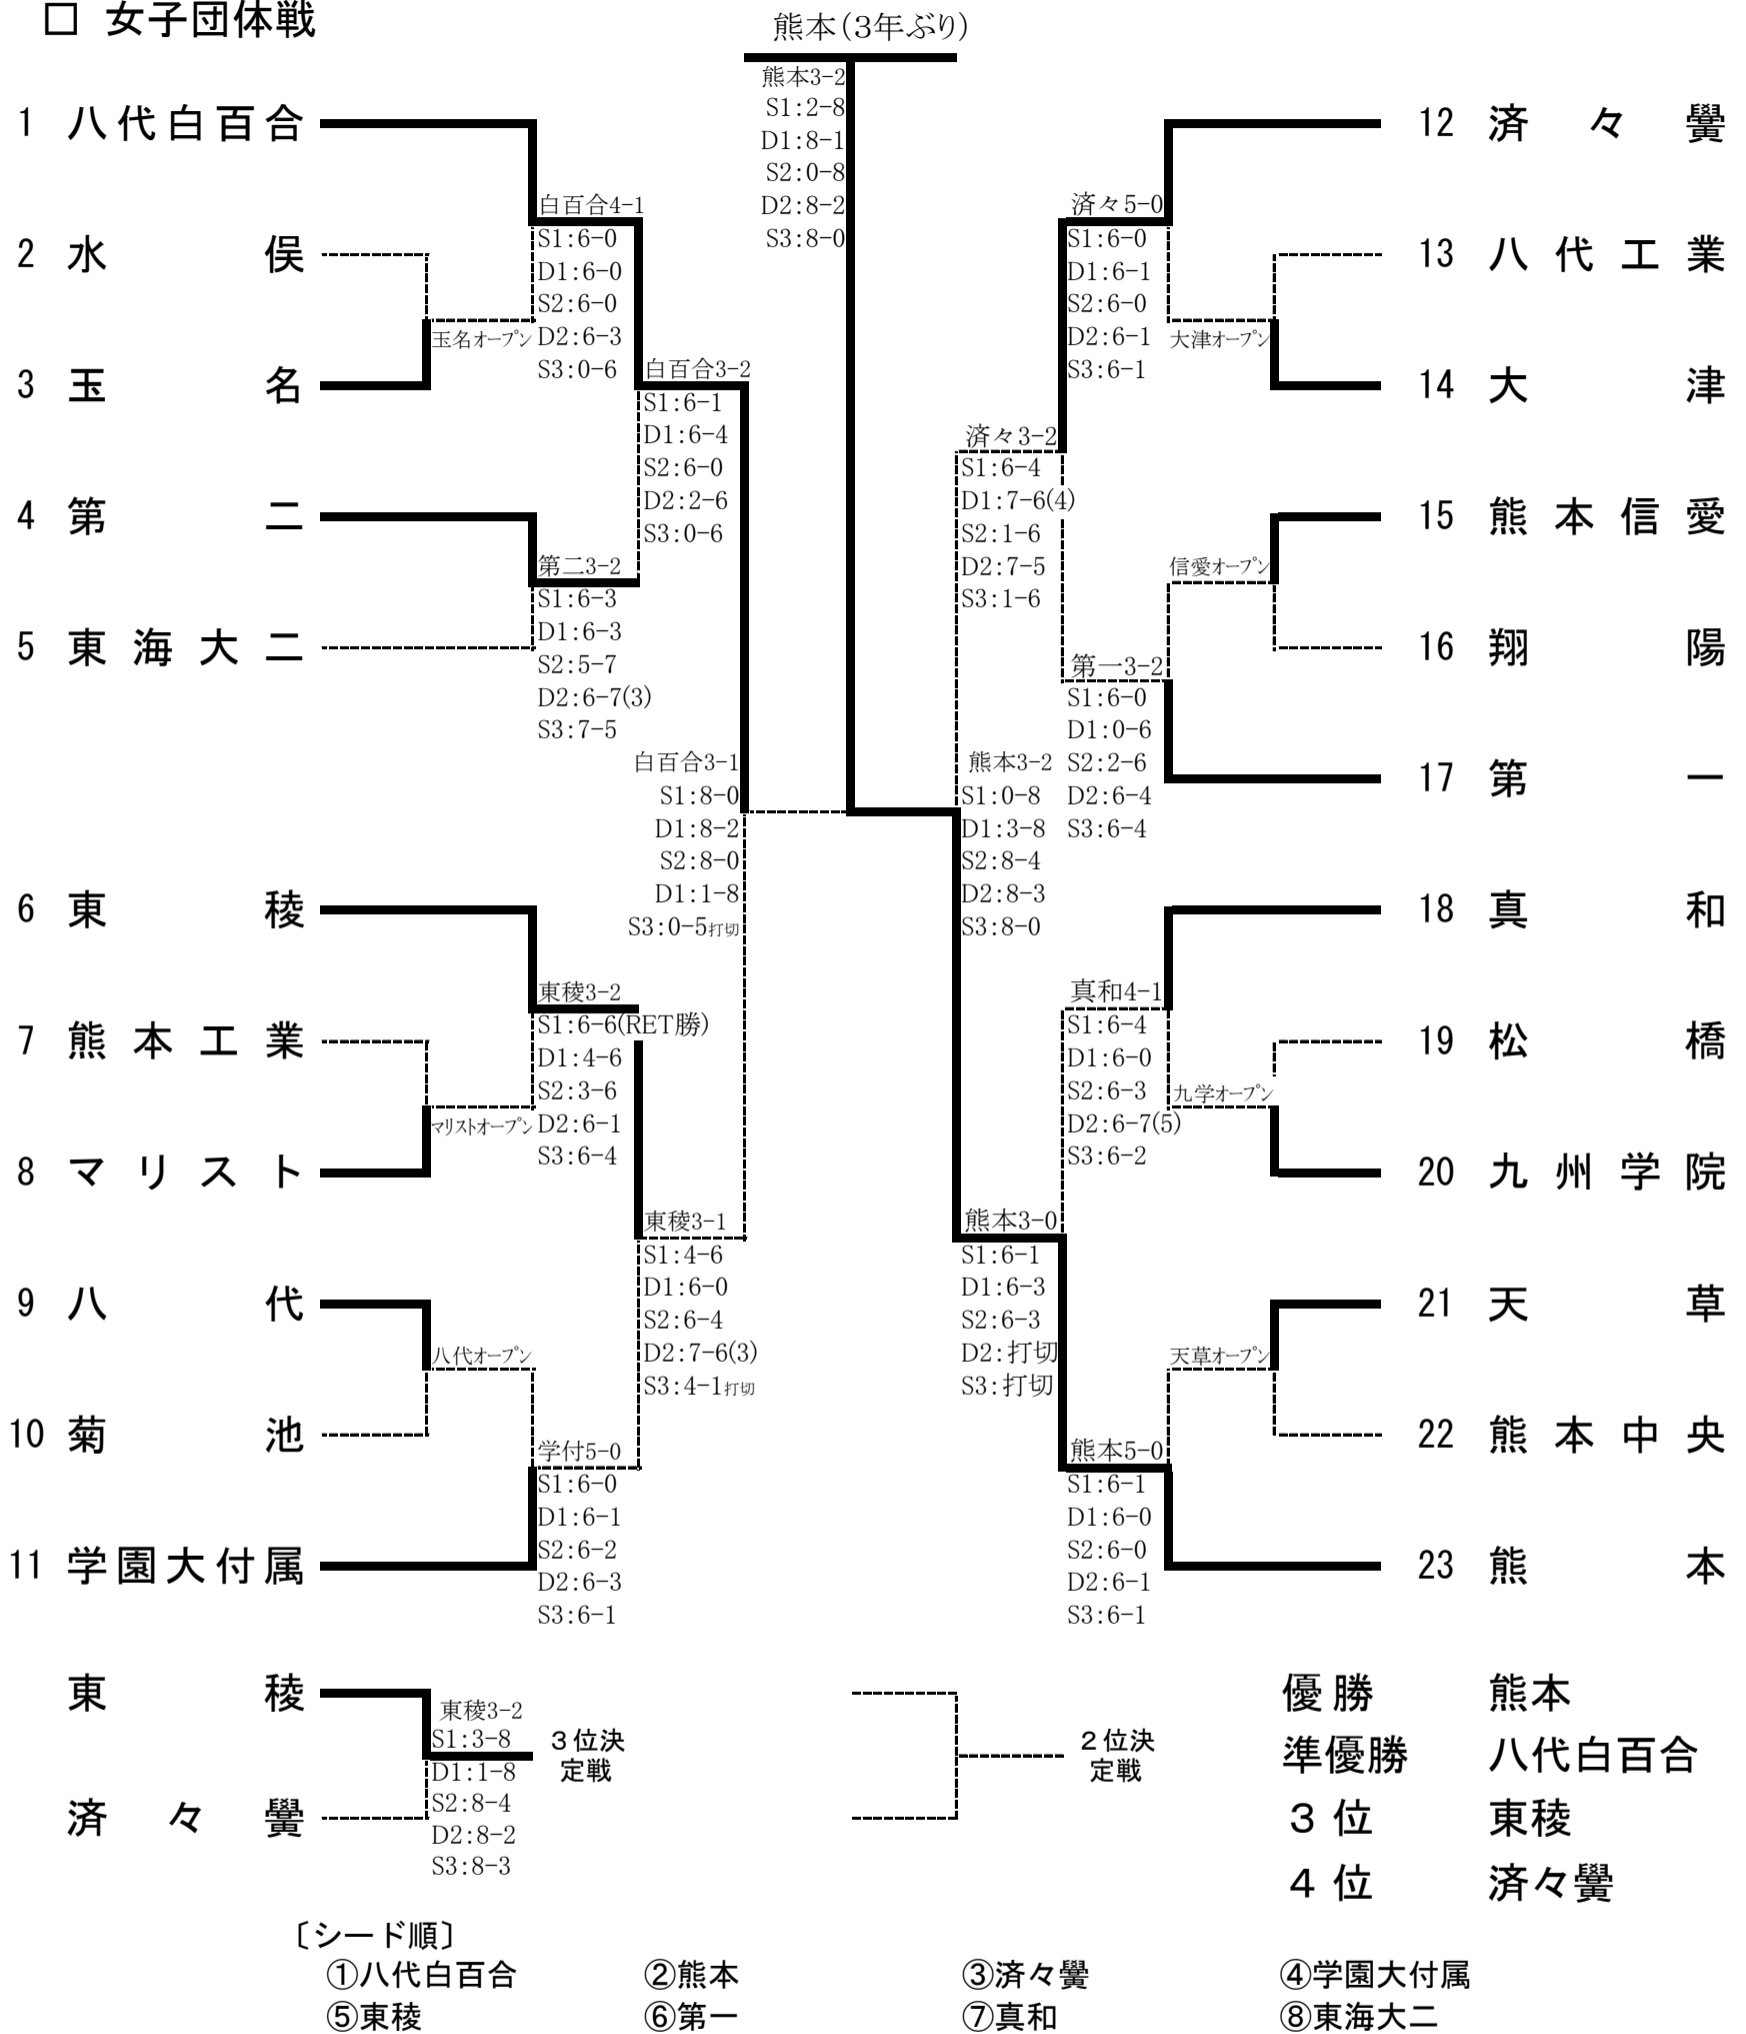 □ 女子団体戦
熊本(3年ぶり)
熊本3-2
S1:2-8
D1:8-1
S2:0-8
D2:8-2
S3:8-0
1 八代白百合
2 水俣
3 玉名
4 第二
5 東海大二
6 東稜
7 熊本工業
8 マリスト
9 八代
10 菊池
11 学園大付属
玉名オープン
白百合4-1
S1:6-0
D1:6-0
S2:6-0
D2:6-3
S3:0-6
第二3-2
S1:6-3
D1:6-3
S2:5-7
D2:6-7(3)
S3:7-5
白百合3-2
S1:6-1
D1:6-4
S2:6-0
D2:2-6
S3:0-6
白百合3-1
S1:8-0
D1:8-2
S2:8-0
D1:1-8
S3:0-5打切
東稜3-2
S1:6-6(RET勝)
D1:4-6
S2:3-6
D2:6-1
S3:6-4
マリストオープン
東稜3-1
S1:4-6
D1:6-0
S2:6-4
D2:7-6(3)
S3:4-1打切
八代オープン
学付5-0
S1:6-0
D1:6-1
S2:6-2
D2:6-3
S3:6-1
12 済々黌
13 八代工業
14 大津
15 熊本信愛
16 翔陽
17 第一
18 真和
19 松橋
20 九州学院
21 天草
22 熊本中央
23 熊本
済々5-0
S1:6-0
D1:6-1
S2:6-0
D2:6-1
S3:6-1
大津オープン
済々3-2
S1:6-4
D1:7-6(4)
S2:1-6
D2:7-5
S3:1-6
信愛オープン
第一3-2
S1:6-0
D1:0-6
S2:2-6
D2:6-4
S3:6-4
熊本3-2
S1:0-8
D1:3-8
S2:8-4
D2:8-3
S3:8-0
真和4-1
S1:6-4
D1:6-0
S2:6-3
D2:6-7(5)
S3:6-2
九学オープン
熊本3-0
S1:6-1
D1:6-3
S2:6-3
D2:打切
S3:打切
天草オープン
熊本5-0
S1:6-1
D1:6-0
S2:6-0
D2:6-1
S3:6-1
東稜
済々黌
東稜3-2
S1:3-8
D1:1-8
S2:8-4
D2:8-2
S3:8-3
3位決
定戦
2位決
定戦
優勝 熊本
準優勝 八代白百合
3位 東稜
4位 済々黌
〔シード順〕
①八代白百合 ②熊本 ③済々黌 ④学園大付属
⑤東稜 ⑥第一 ⑦真和 ⑧東海大二